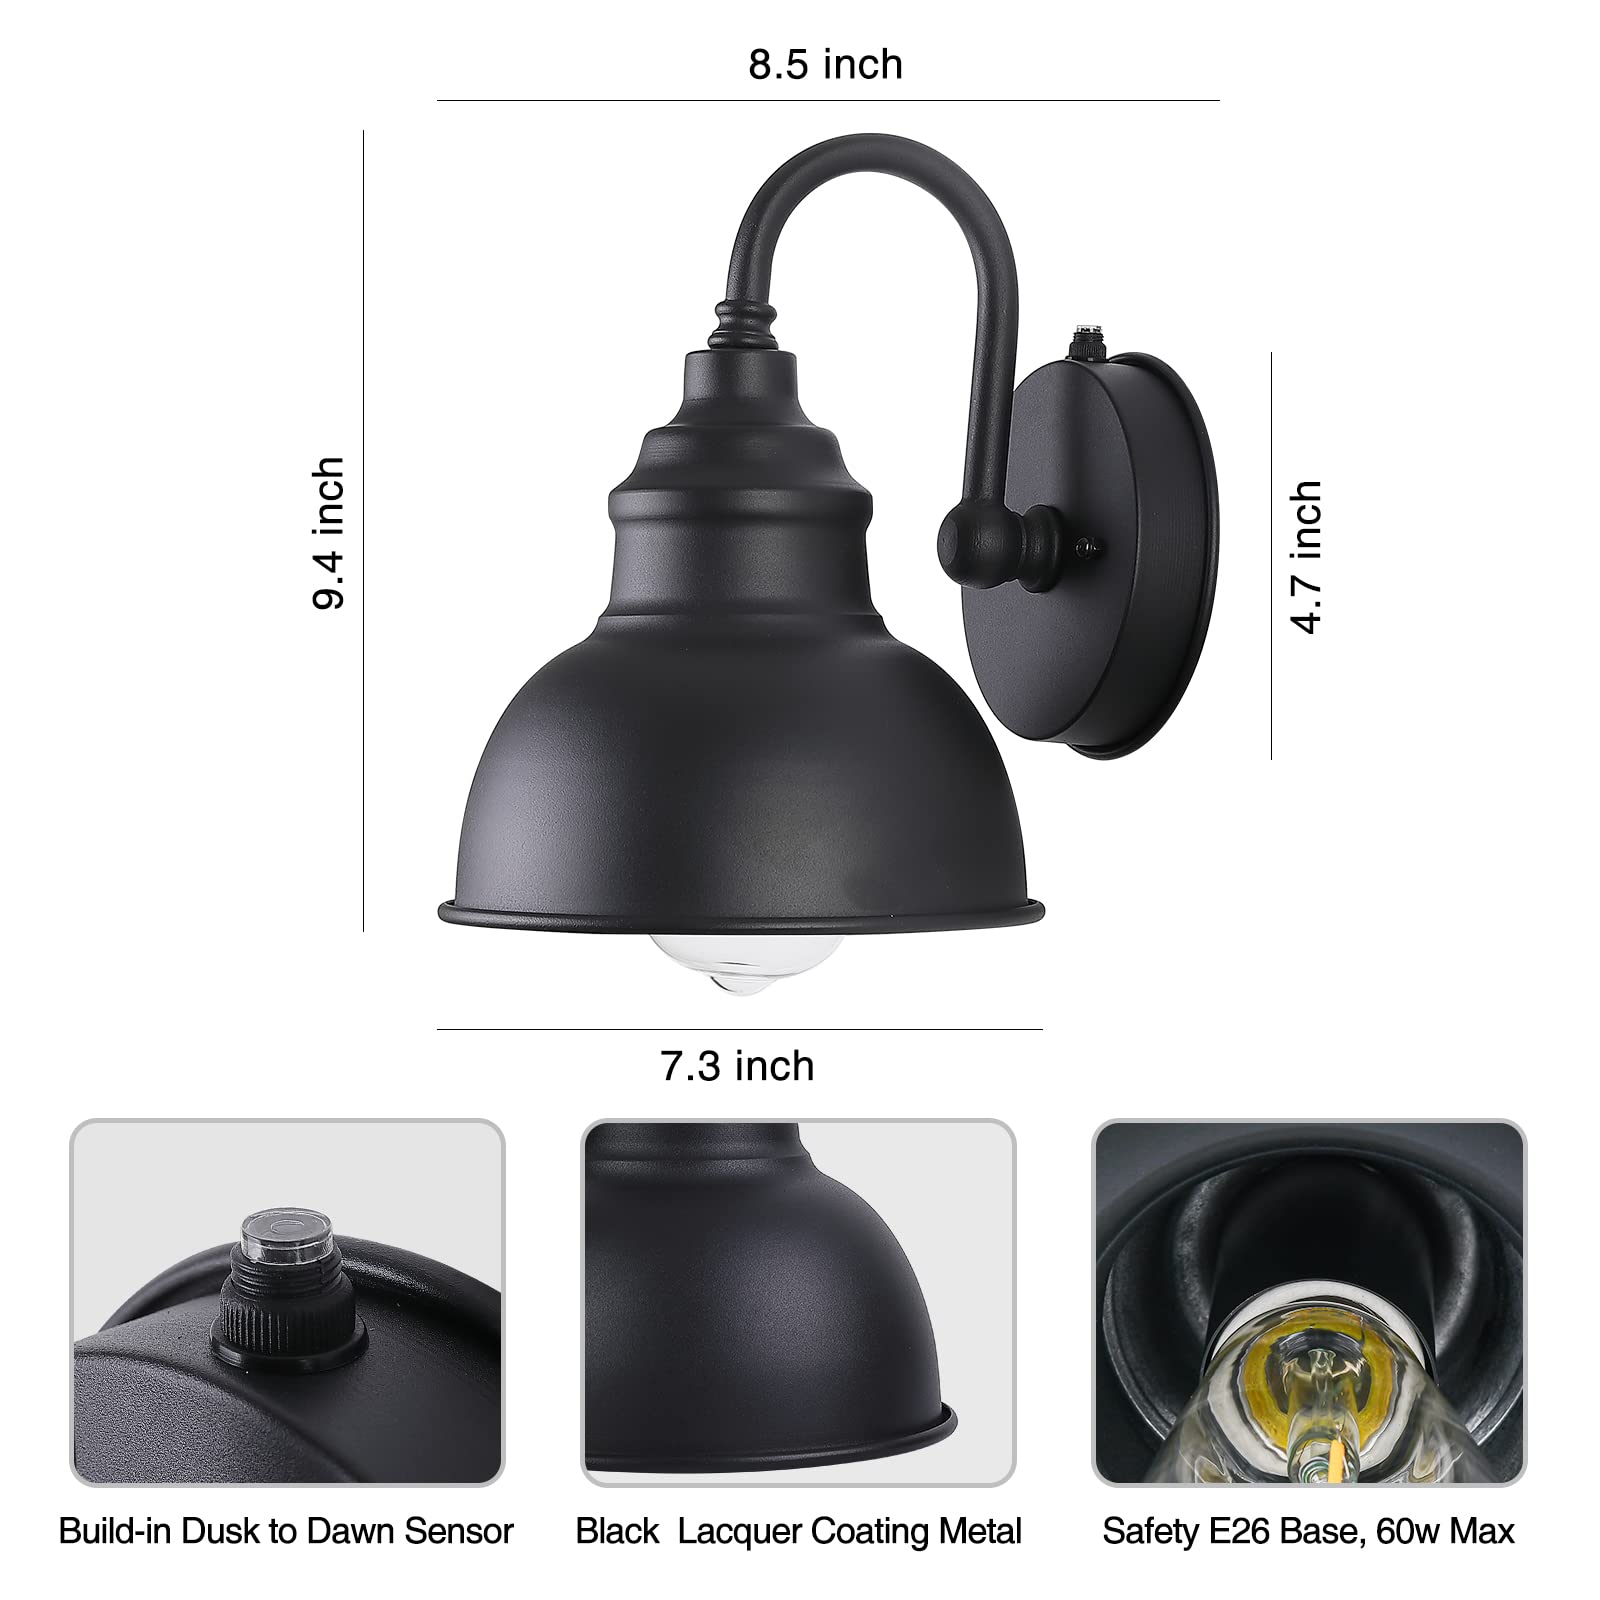 8.5 inch
9.4 inch
4.7 inch
7.3 inch
Build-in Dusk to Dawn Sensor
Black Lacquer Coating Metal
Safety E26 Base, 60w Max